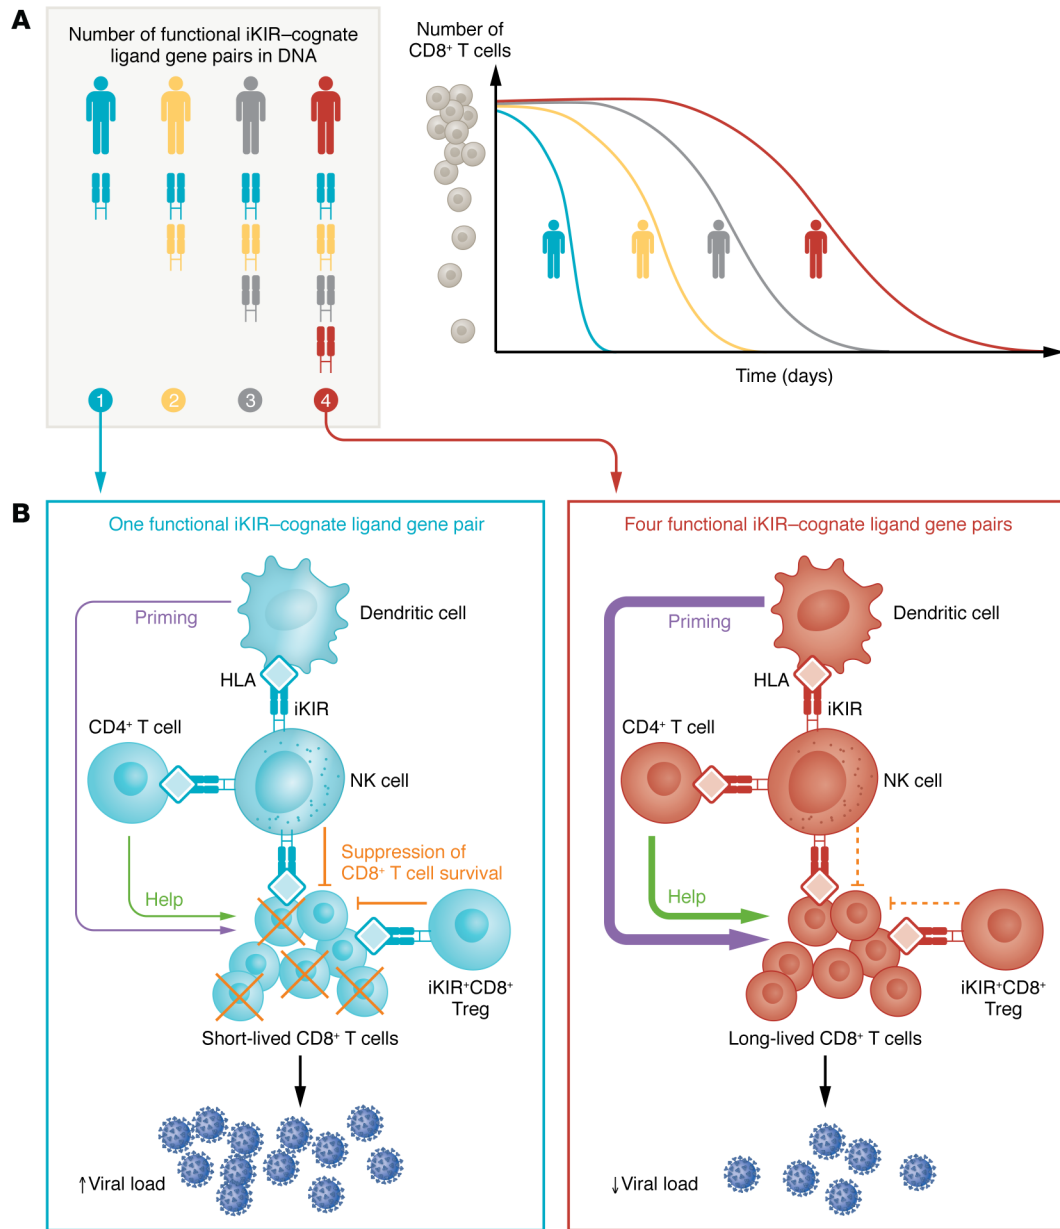 A
Number of functional iKIR–cognate
ligand gene pairs in DNA
1
2
3
4
Number of
CD8⁺ T cells
Time (days)
B
One functional iKIR–cognate ligand gene pair
Priming
Dendritic cell
HLA
iKIR
CD4⁺ T cell
NK cell
Suppression of
CD8⁺ T cell survival
Help
iKIR⁺CD8⁺
Treg
Short-lived CD8⁺ T cells
↑Viral load
Four functional iKIR–cognate ligand gene pairs
Priming
Dendritic cell
HLA
iKIR
CD4⁺ T cell
NK cell
Help
iKIR⁺CD8⁺
Treg
Long-lived CD8⁺ T cells
↓Viral load